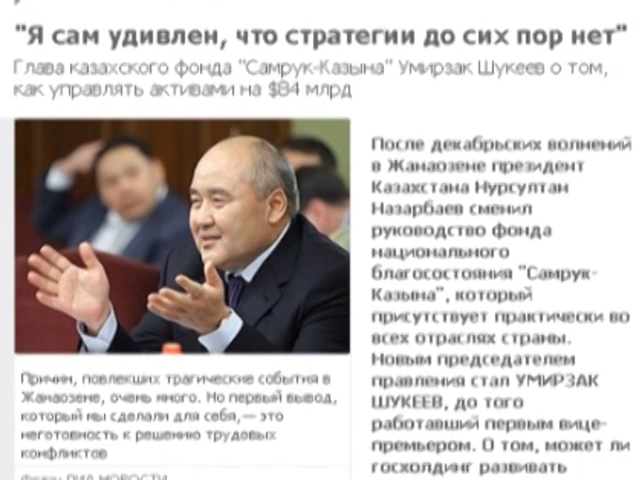 "Я сам удивлен, что стратегии до сих пор нет"
Глава казахского фонда "Самрук-Казына" Умирзак Шукеев о том,
как управлять активами на $84 млрд
После декабрьских волнений
в Жанаозене президент
Казахстана Нурсултан
Назарбаев сменил
руководство фонда
национального
благосостояния "Самрук-
Казына", который
присутствует практически во
всех отраслях страны.
Новым председателем
правления стал УМИРЗАК
ШУКЕЕВ, до того
работавший первым вице-
премьером. О том, может ли
госхолдинг развивать
Причин, повлекших трагические события в
Жанаозене, очень много. Но первый вывод,
который мы сделали для себя,— это
неготовность к решению трудовых
конфликтов
РИА НОВОСТИ